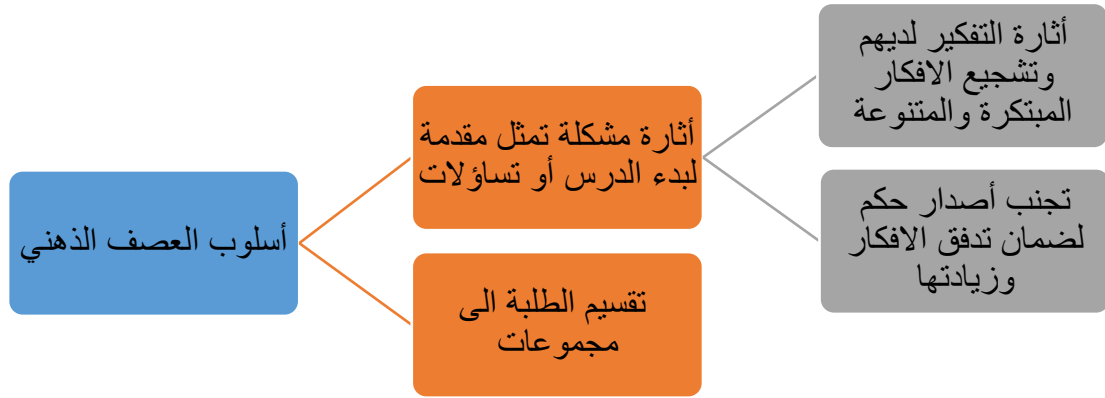 أسلوب العصف الذهني
أثارة مشكلة تمثل مقدمة
لبدء الدرس أو تساؤلات
تقسيم الطلبة الى
مجموعات
أثارة التفكير لديهم
وتشجيع الافكار
المبتكرة والمتنوعة
تجنب أصدار حكم
لضمان تدفق الافكار
وزيادتها